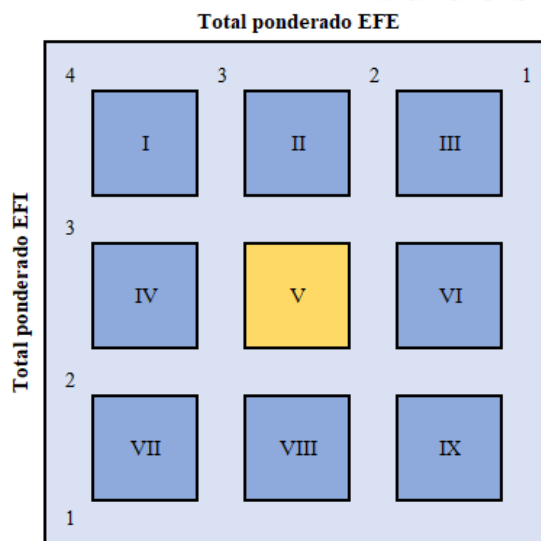 Total ponderado EFE
4 3 2 1
I II III
Total ponderado EFI
3
IV V VI
2
VII VIII IX
1